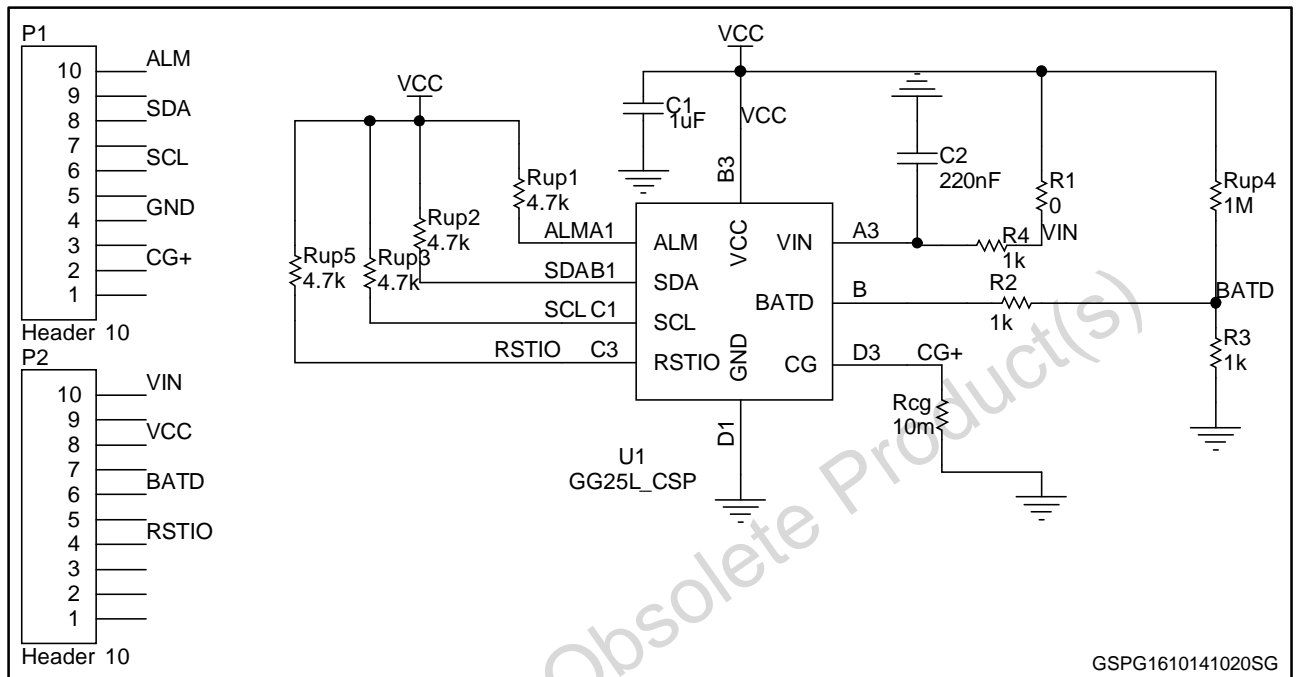 P1
10 ALM
9
8 SDA
7
6 SCL
5
4 GND
3
2 CG+
1
Header 10
P2
10 VIN
9
8 VCC
7
6 BATD
5
4 RSTIO
3
2
1
Header 10
VCC
VCC
C1
1uF
VCC
B3
Rup1
4.7k
Rup2
4.7k
Rup3
4.7k
Rup5
4.7k
ALM A1
SDA B1
SCL C1
RSTIO C3
ALM
SDA
SCL
RSTIO
VCC
GND
VIN
BATD
CG
D1
U1
GG25L_CSP
C2
220nF
R1
0
VIN
Rup4
1M
A3
R4
1k
B
R2
1k
BATD
R3
1k
D3 CG+
Rcg
10m
Obsolete Product(s)
GSPG1610141020SG